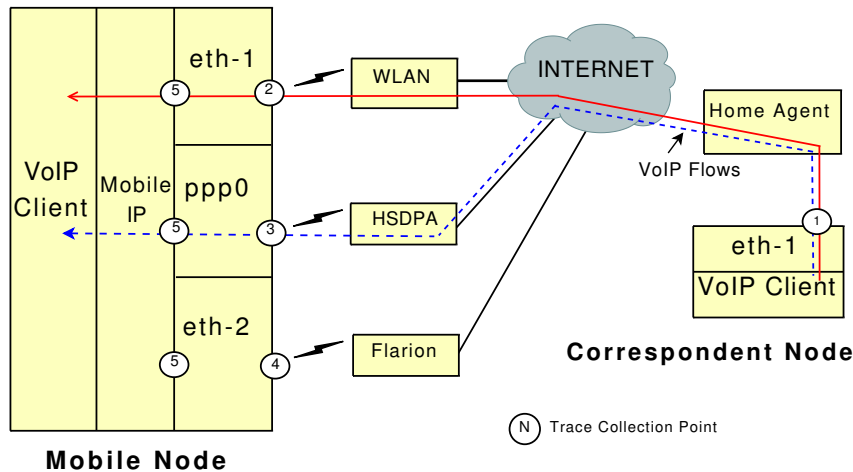 eth-1
5
2
WLAN
INTERNET
Home Agent
VoIP Flows
VoIP
Client
Mobile
IP
ppp0
5
3
HSDPA
1
eth-1
VoIP Client
eth-2
5
4
Flarion
Correspondent Node
N Trace Collection Point
Mobile Node